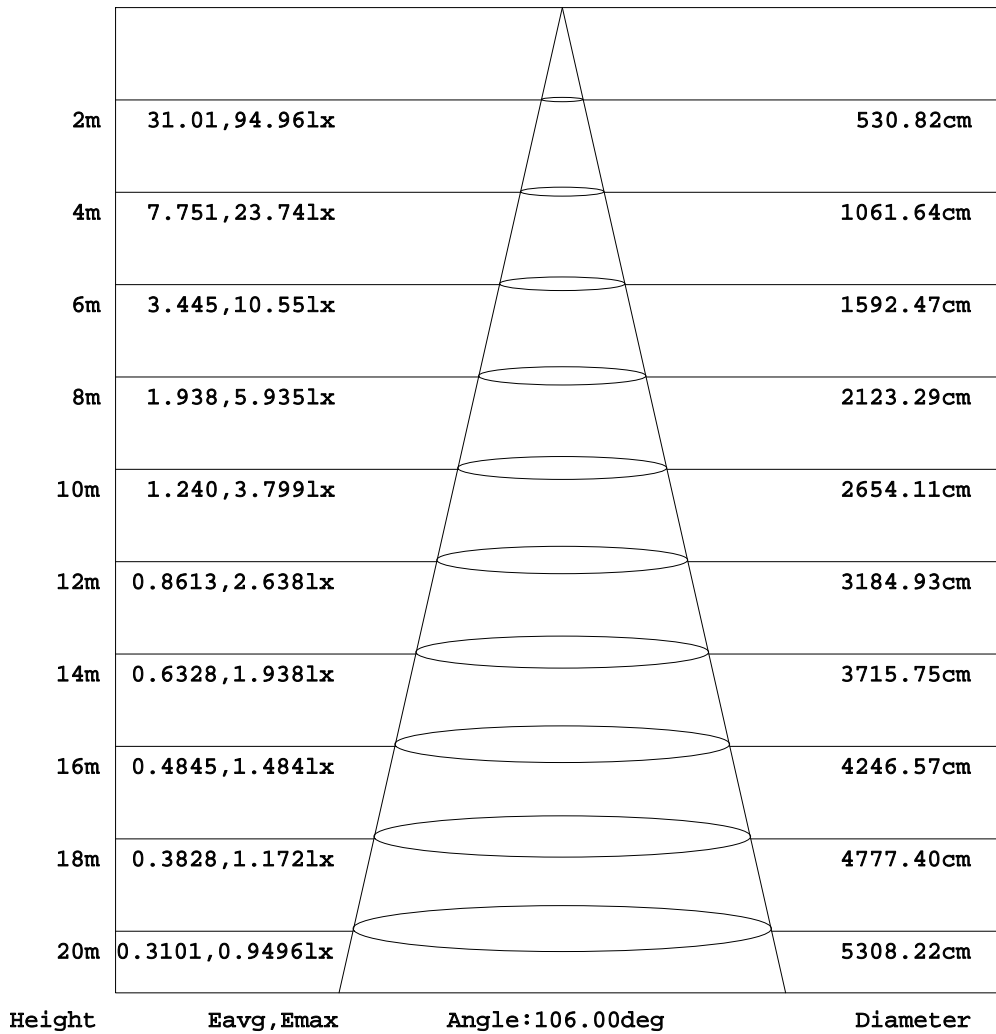 2m 31.01,94.96lx 530.82cm
4m 7.751,23.74lx 1061.64cm
6m 3.445,10.55lx 1592.47cm
8m 1.938,5.935lx 2123.29cm
10m 1.240,3.799lx 2654.11cm
12m 0.8613,2.638lx 3184.93cm
14m 0.6328,1.938lx 3715.75cm
16m 0.4845,1.484lx 4246.57cm
18m 0.3828,1.172lx 4777.40cm
20m 0.3101,0.9496lx 5308.22cm
Height Eavg,Emax Angle:106.00deg Diameter